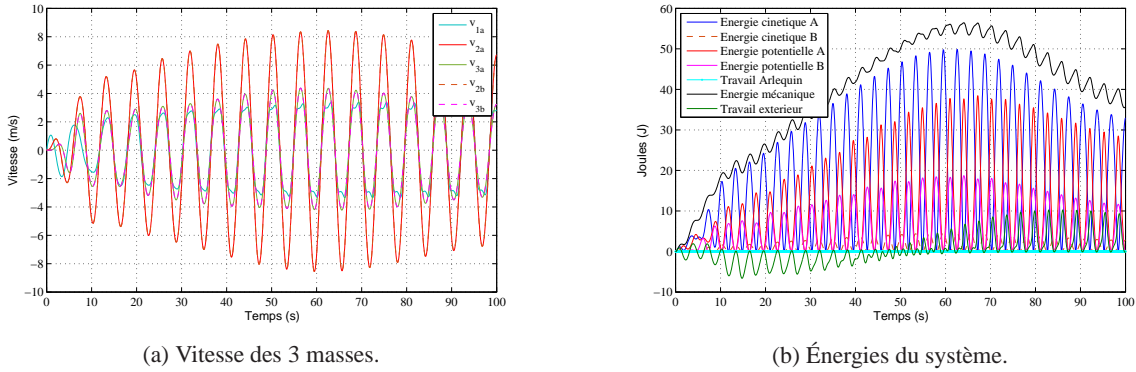 10
8
6
4
2
0
−2
−4
−6
−8
−10
0 10 20 30 40 50 60 70 80 90 100
Vitesse (m/s)
Temps (s)
v1a
v2a
v3a
v2b
v3b
(a) Vitesse des 3 masses.
60
50
40
30
20
10
0
−10
0 10 20 30 40 50 60 70 80 90 100
Joules (J)
Temps (s)
Energie cinetique A
Energie cinetique B
Energie potentielle A
Energie potentielle B
Travail Arlequin
Energie mécanique
Travail exterieur
(b) Énergies du système.